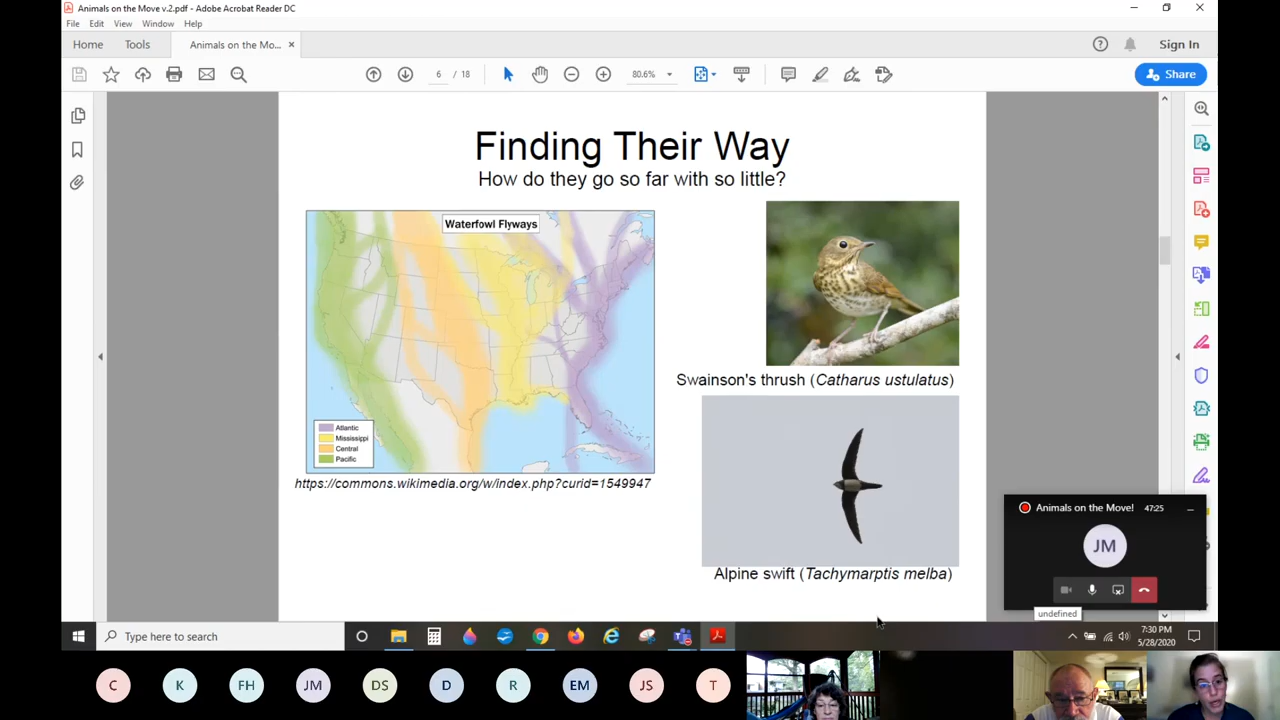 Animals on the Move v.2.pdf - Adobe Acrobat Reader DC
File Edit View Window Help
Home Tools Animals on the Mo... × Sign In
6 / 18 80.6% Share
Finding Their Way
How do they go so far with so little?
Waterfowl Flyways
Atlantic
Mississippi
Central
Pacific
https://commons.wikimedia.org/w/index.php?curid=1549947
Swainson's thrush (Catharus ustulatus)
Alpine swift (Tachymarptis melba)
Animals on the Move! 47:25
JM
undefined
Type here to search
7:30 PM
5/28/2020
C K FH JM DS D R EM JS T